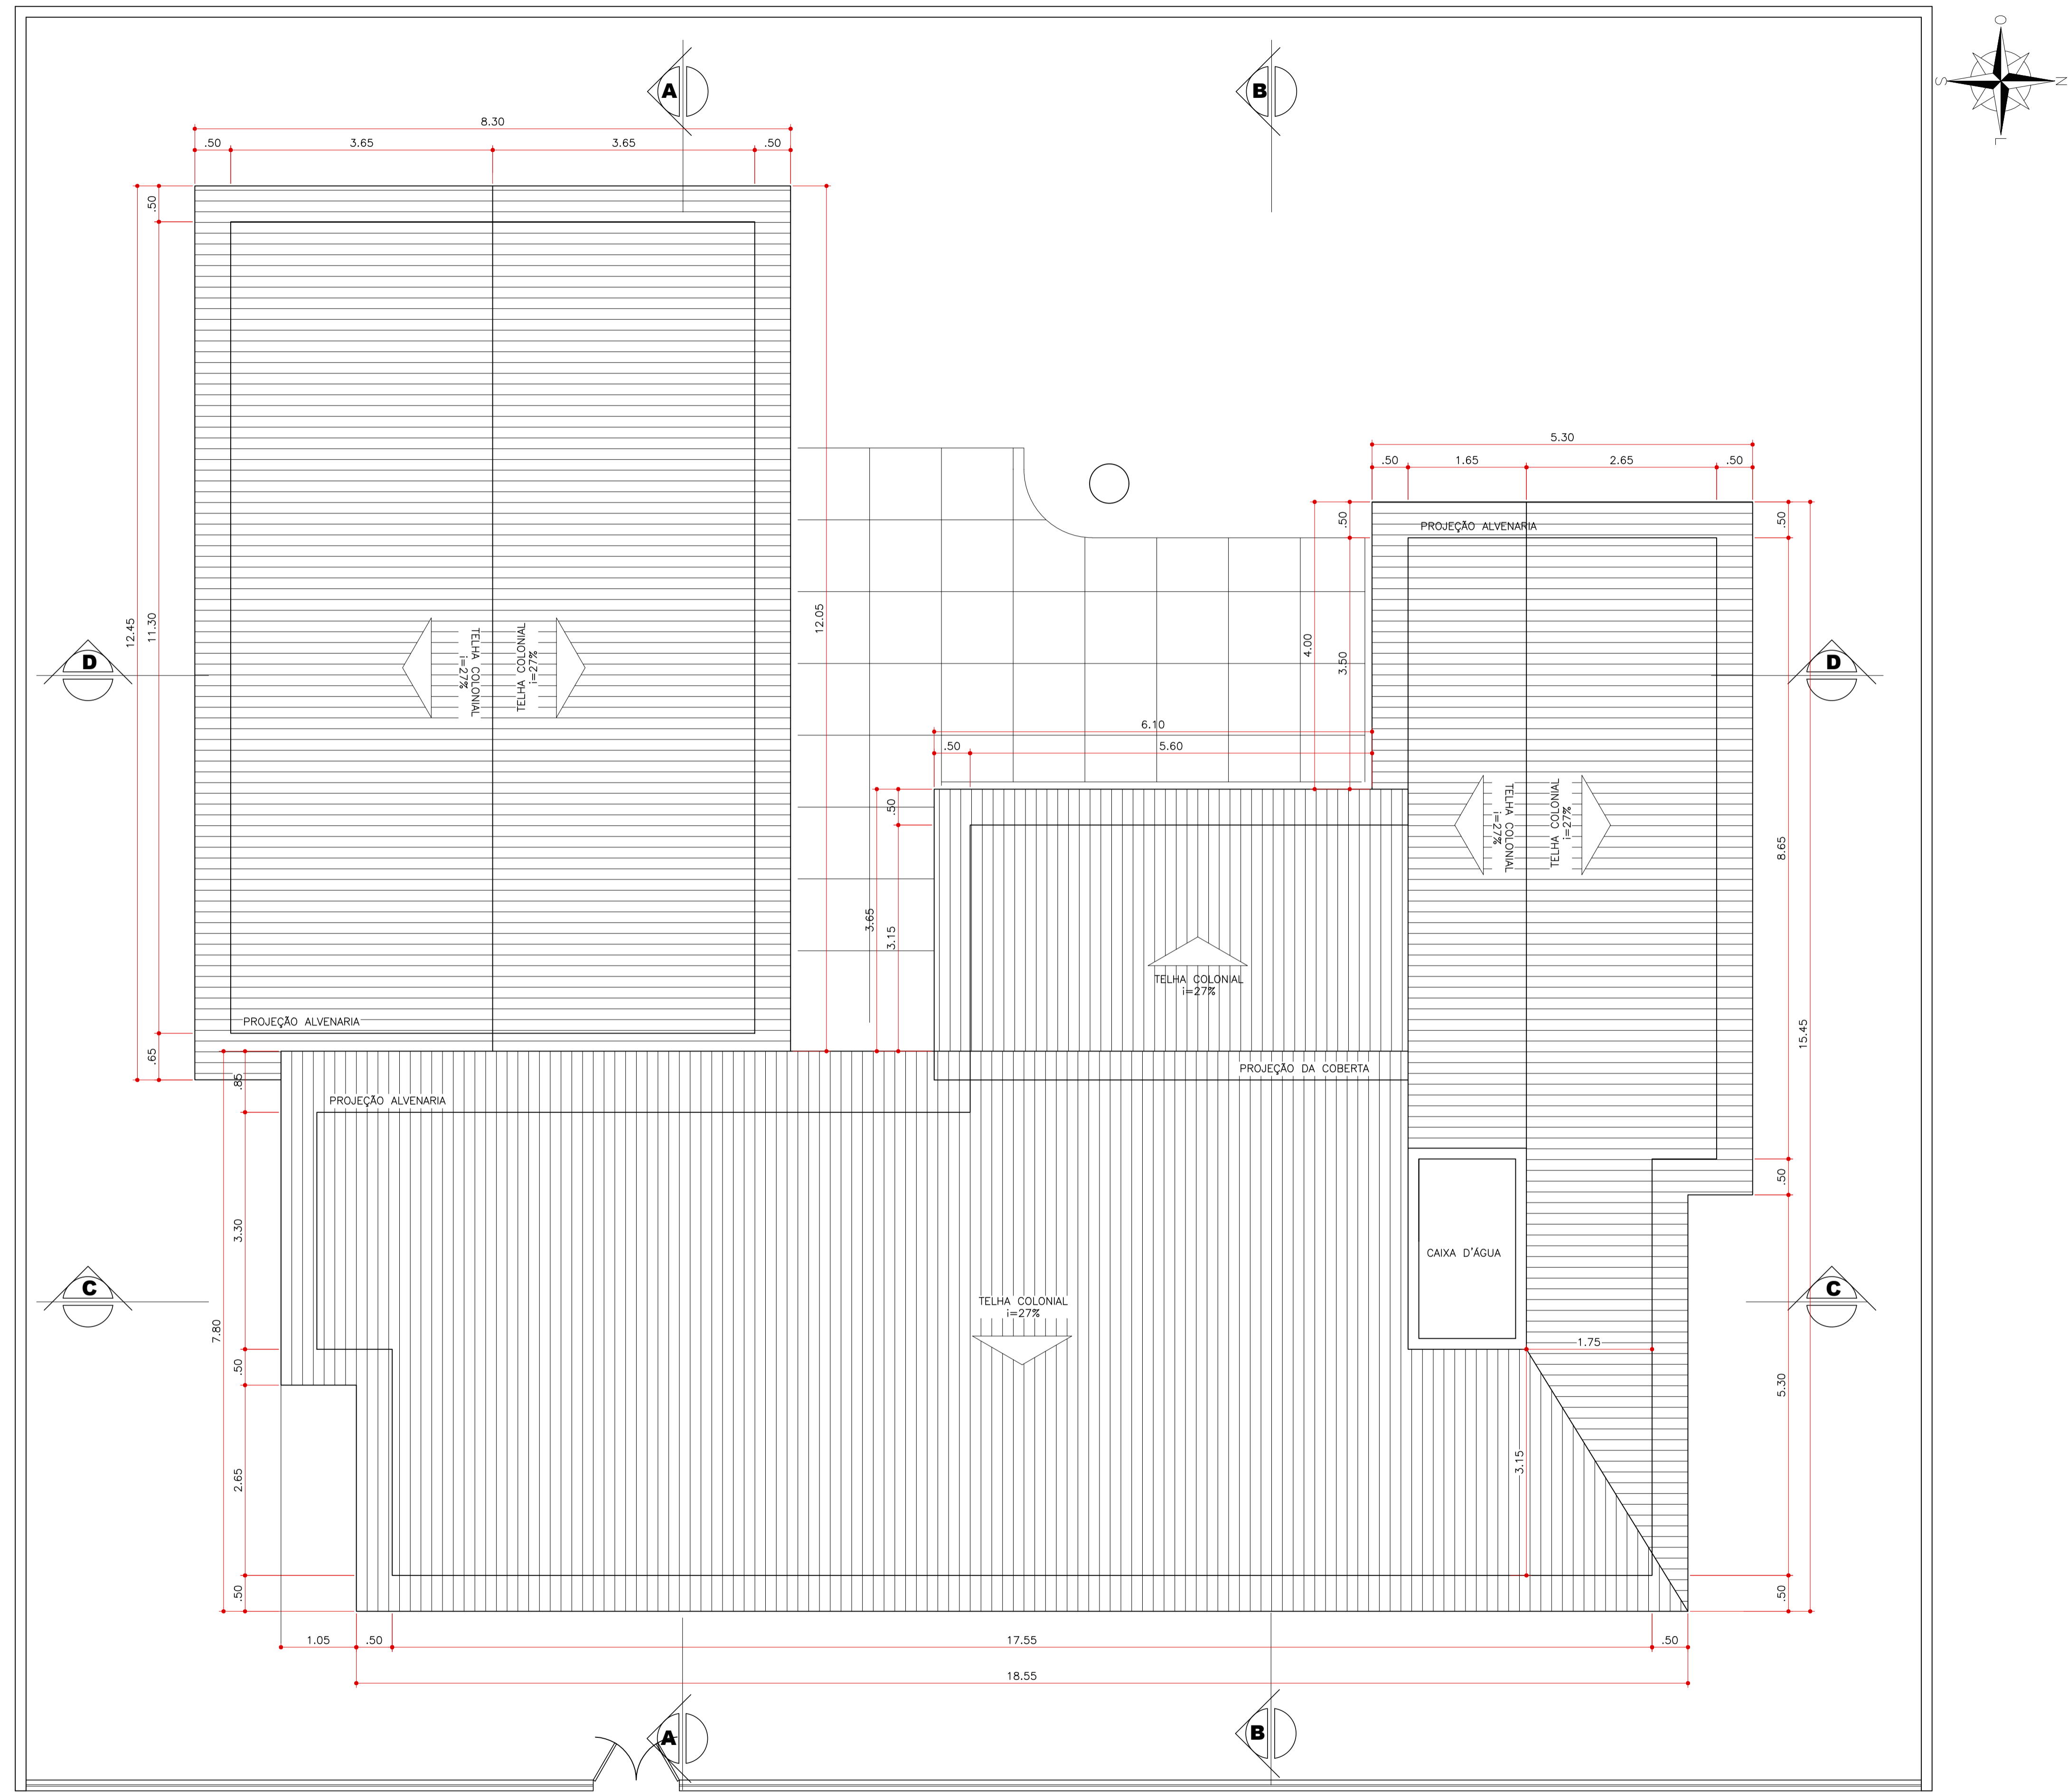 O
S
N
L
A
B
8.30
.50
3.65
3.65
.50
.50
12.45
11.30
12.05
.65
TELHA COLONIAL
i=27%
TELHA COLONIAL
i=27%
PROJEÇÃO ALVENARIA
D
D
5.30
.50
1.65
2.65
.50
PROJEÇÃO ALVENARIA
.50
4.00
3.50
.50
8.65
15.45
6.10
.50
5.60
.50
3.65
3.15
TELHA COLONIAL
i=27%
TELHA COLONIAL
i=27%
TELHA COLONIAL
i=27%
PROJEÇÃO DA COBERTA
.85
PROJEÇÃO ALVENARIA
7.80
3.30
.50
2.65
.50
C
C
CAIXA D'ÁGUA
TELHA COLONIAL
i=27%
1.75
3.15
.50
5.30
.50
1.05
.50
17.55
.50
18.55
A
B